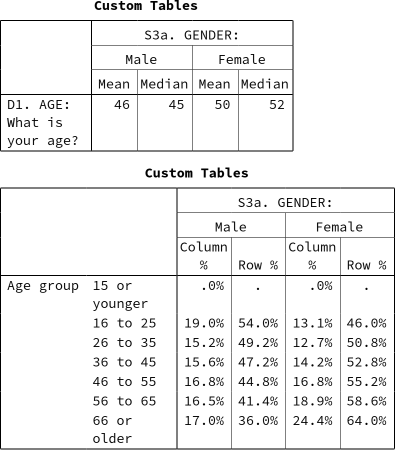 Custom Tables
S3a. GENDER:
Male Female
Mean Median Mean Median
D1. AGE: 46 45 50 52
What is
your age?
Custom Tables
S3a. GENDER:
Male Female
Column Column
% Row % % Row %
Age group 15 or .0% . .0% .
younger
16 to 25 19.0% 54.0% 13.1% 46.0%
26 to 35 15.2% 49.2% 12.7% 50.8%
36 to 45 15.6% 47.2% 14.2% 52.8%
46 to 55 16.8% 44.8% 16.8% 55.2%
56 to 65 16.5% 41.4% 18.9% 58.6%
66 or 17.0% 36.0% 24.4% 64.0%
older